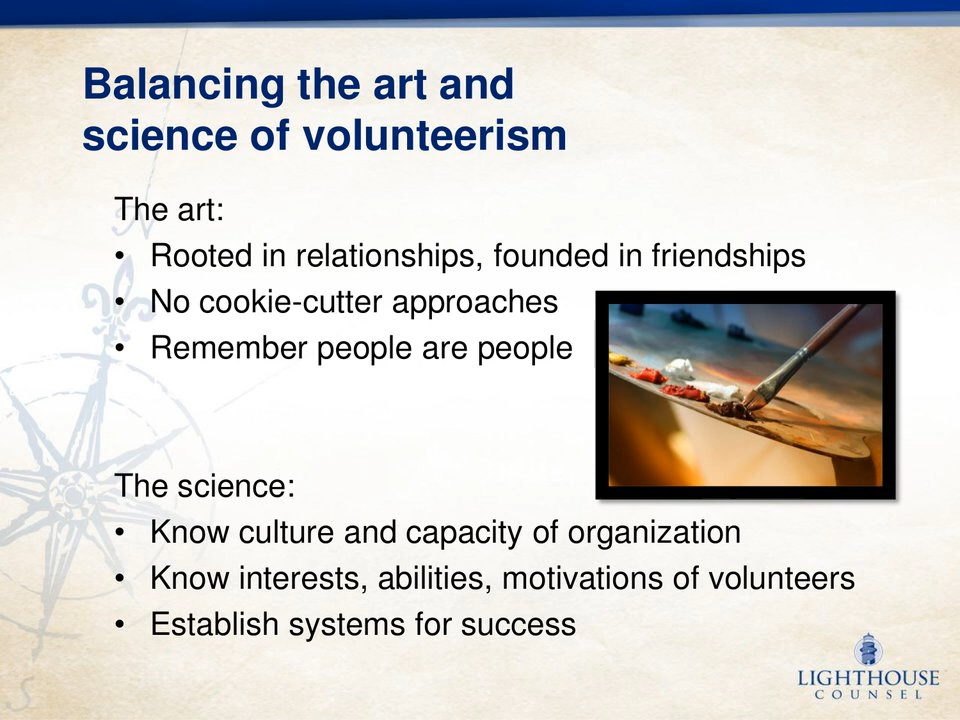 Balancing the art and
science of volunteerism
The art:
• Rooted in relationships, founded in friendships
• No cookie-cutter approaches
• Remember people are people
The science:
• Know culture and capacity of organization
• Know interests, abilities, motivations of volunteers
• Establish systems for success
LIGHTHOUSE
COUNSEL
N
S